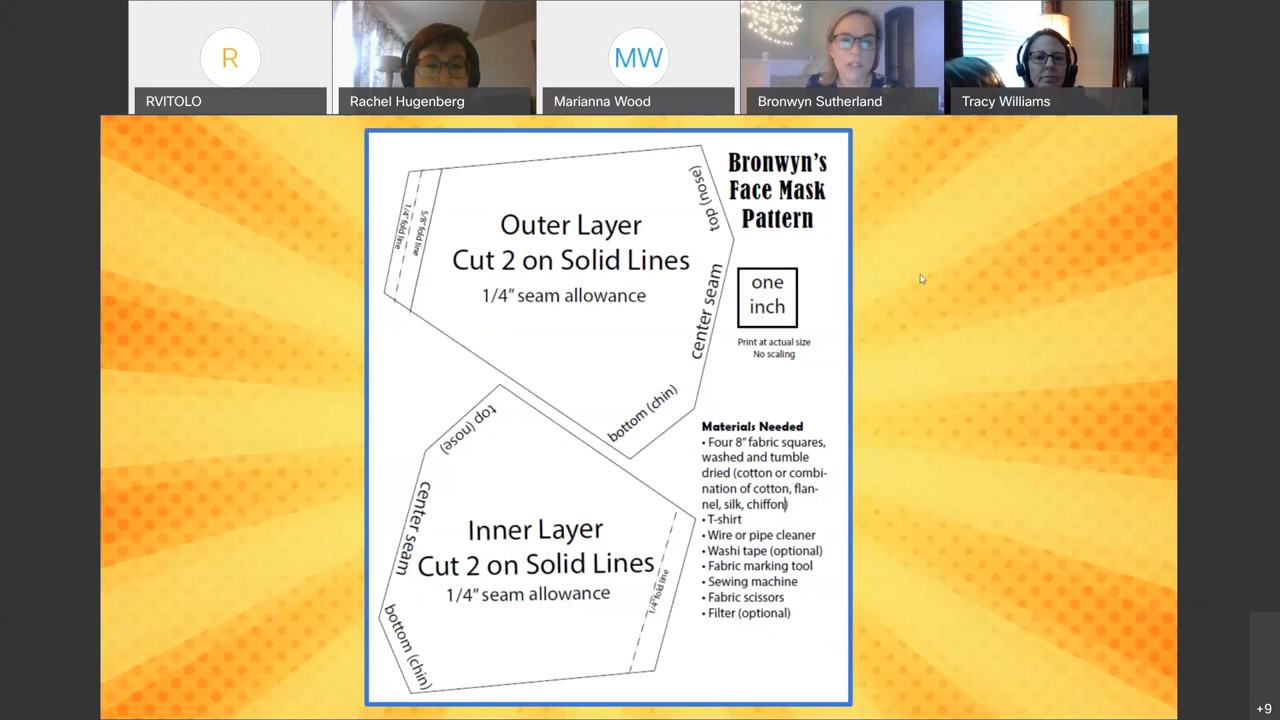 R
RVITOLO
Rachel Hugenberg
MW
Marianna Wood
Bronwyn Sutherland
Tracy Williams
Bronwyn's
Face Mask
Pattern
top (nose)
1/4" fold line
5/8" fold line
Outer Layer
Cut 2 on Solid Lines
1/4" seam allowance
center seam
bottom (chin)
one
inch
Print at actual size
No scaling
top (nose)
center seam
Inner Layer
Cut 2 on Solid Lines
1/4" seam allowance
1/4" fold line
bottom (chin)
Materials Needed
• Four 8" fabric squares,
washed and tumble
dried (cotton or combi-
nation of cotton, flan-
nel, silk, chiffon)
• T-shirt
• Wire or pipe cleaner
• Washi tape (optional)
• Fabric marking tool
• Sewing machine
• Fabric scissors
• Filter (optional)
+9